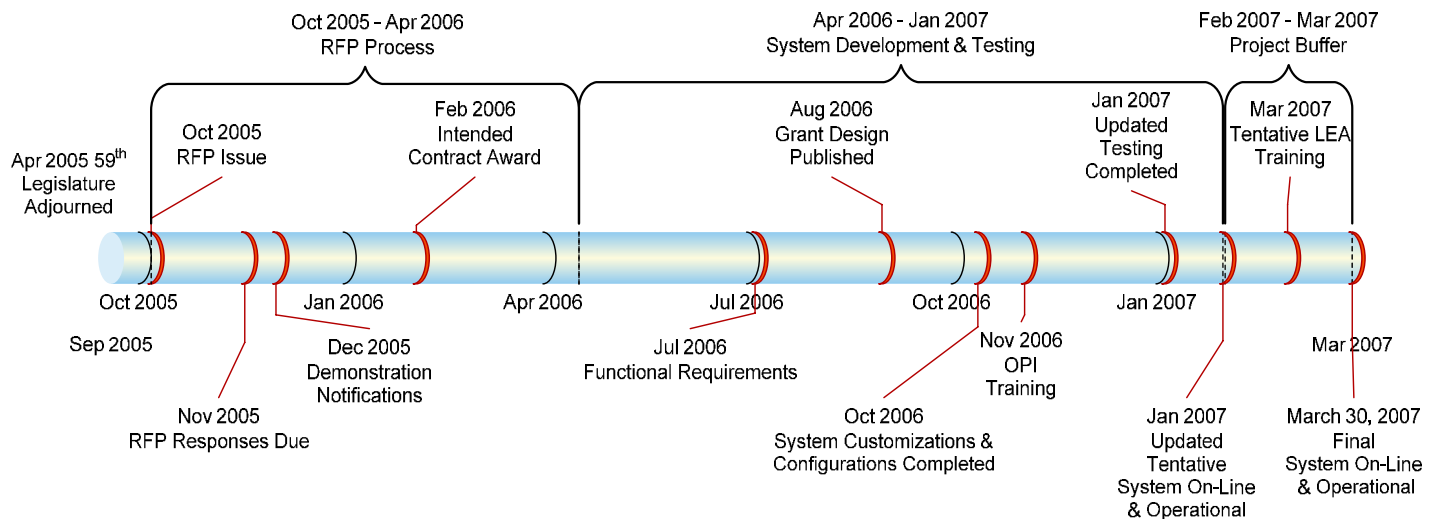 Oct 2005 - Apr 2006
RFP Process
Apr 2006 - Jan 2007
System Development & Testing
Feb 2007 - Mar 2007
Project Buffer
Apr 2005 59th
Legislature
Adjourned
Oct 2005
RFP Issue
Feb 2006
Intended
Contract Award
Aug 2006
Grant Design
Published
Jan 2007
Updated
Testing
Completed
Mar 2007
Tentative LEA
Training
Oct 2005
Jan 2006
Apr 2006
Jul 2006
Oct 2006
Jan 2007
Sep 2005
Mar 2007
Nov 2005
RFP Responses Due
Dec 2005
Demonstration
Notifications
Jul 2006
Functional Requirements
Oct 2006
System Customizations &
Configurations Completed
Nov 2006
OPI
Training
Jan 2007
Updated
Tentative
System On-Line
& Operational
March 30, 2007
Final
System On-Line
& Operational